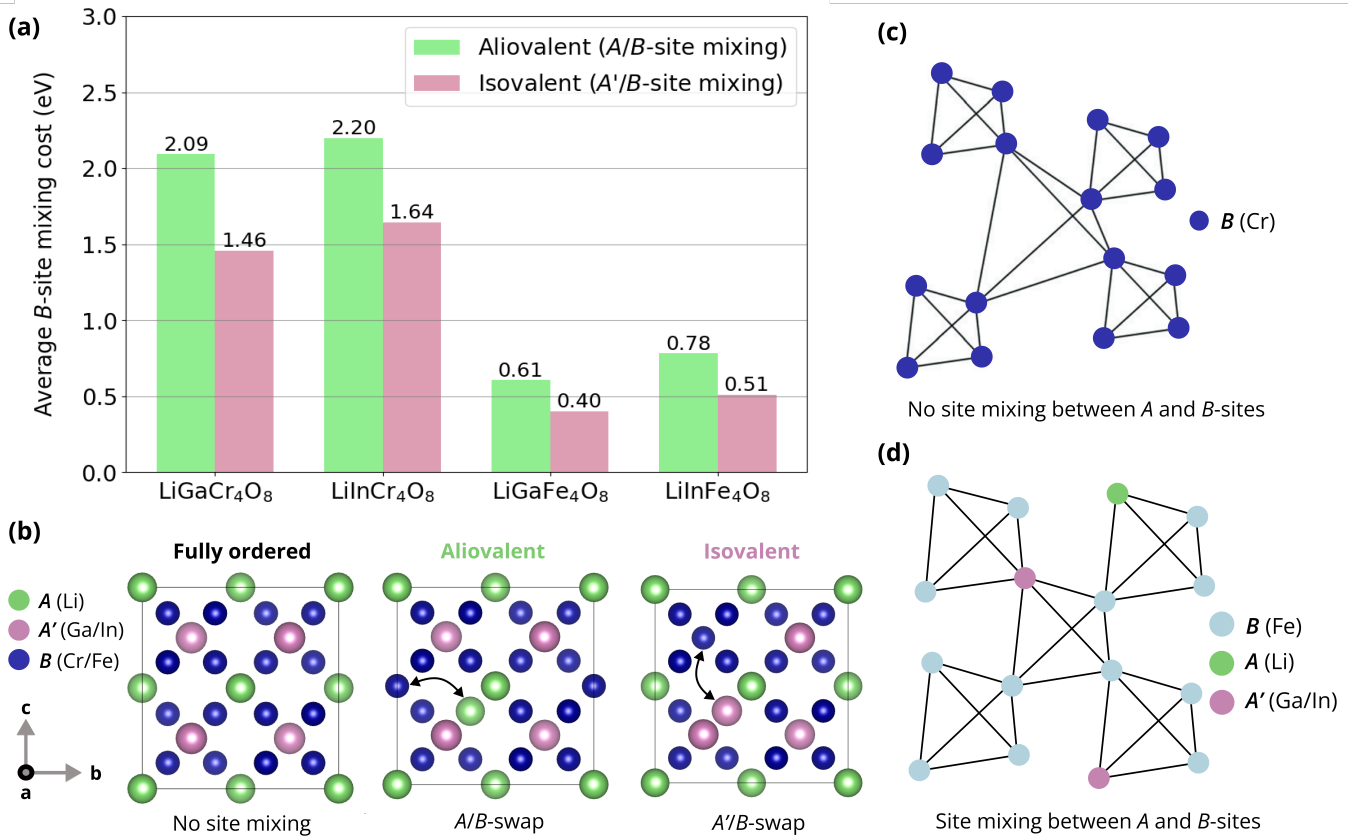 (a)
3.0
2.5
2.0
1.5
1.0
0.5
0.0
Average B-site mixing cost (eV)
Aliovalent (A/B-site mixing)
Isovalent (A'/B-site mixing)
2.09
1.46
2.20
1.64
0.61
0.40
0.78
0.51
LiGaCr₄O₈
LiInCr₄O₈
LiGaFe₄O₈
LiInFe₄O₈
(b)
Fully ordered
Aliovalent
Isovalent
A (Li)
A′ (Ga/In)
B (Cr/Fe)
c
b
a
No site mixing
A/B-swap
A′/B-swap
(c)
B (Cr)
No site mixing between A and B-sites
(d)
B (Fe)
A (Li)
A′ (Ga/In)
Site mixing between A and B-sites